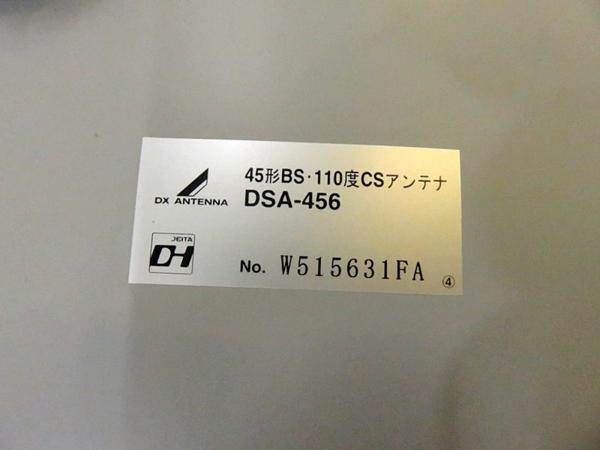 45形BS·110度CSアンテナ
DX ANTENNA
DSA-456
JEITA
DH
No. W515631FA
④